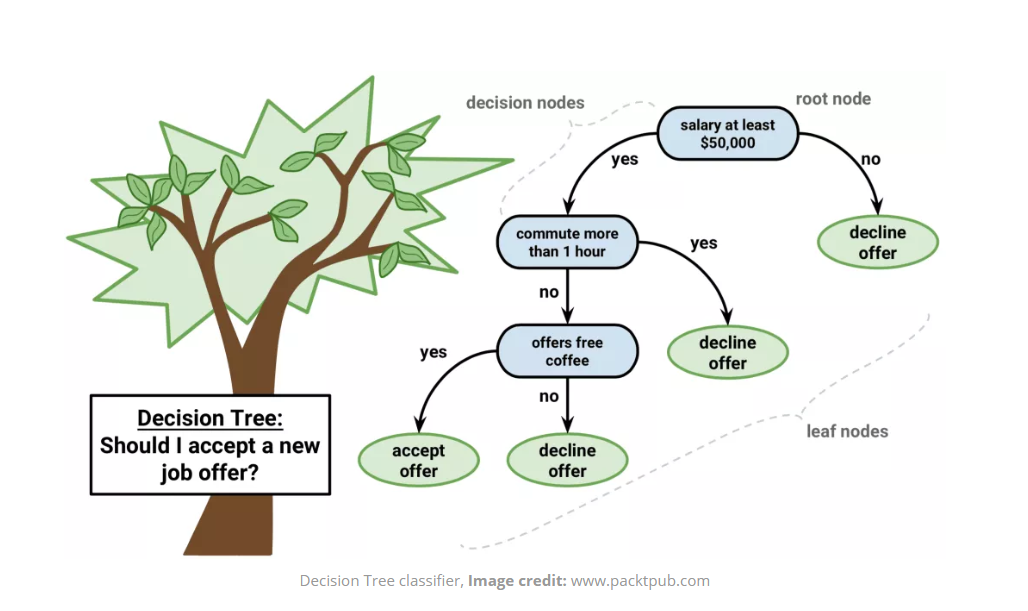 decision nodes
root node
salary at least
$50,000
yes
no
commute more
than 1 hour
yes
decline
offer
no
offers free
coffee
decline
offer
yes
no
leaf nodes
accept
offer
decline
offer
Decision Tree:
Should I accept a new
job offer?
Decision Tree classifier, Image credit: www.packtpub.com